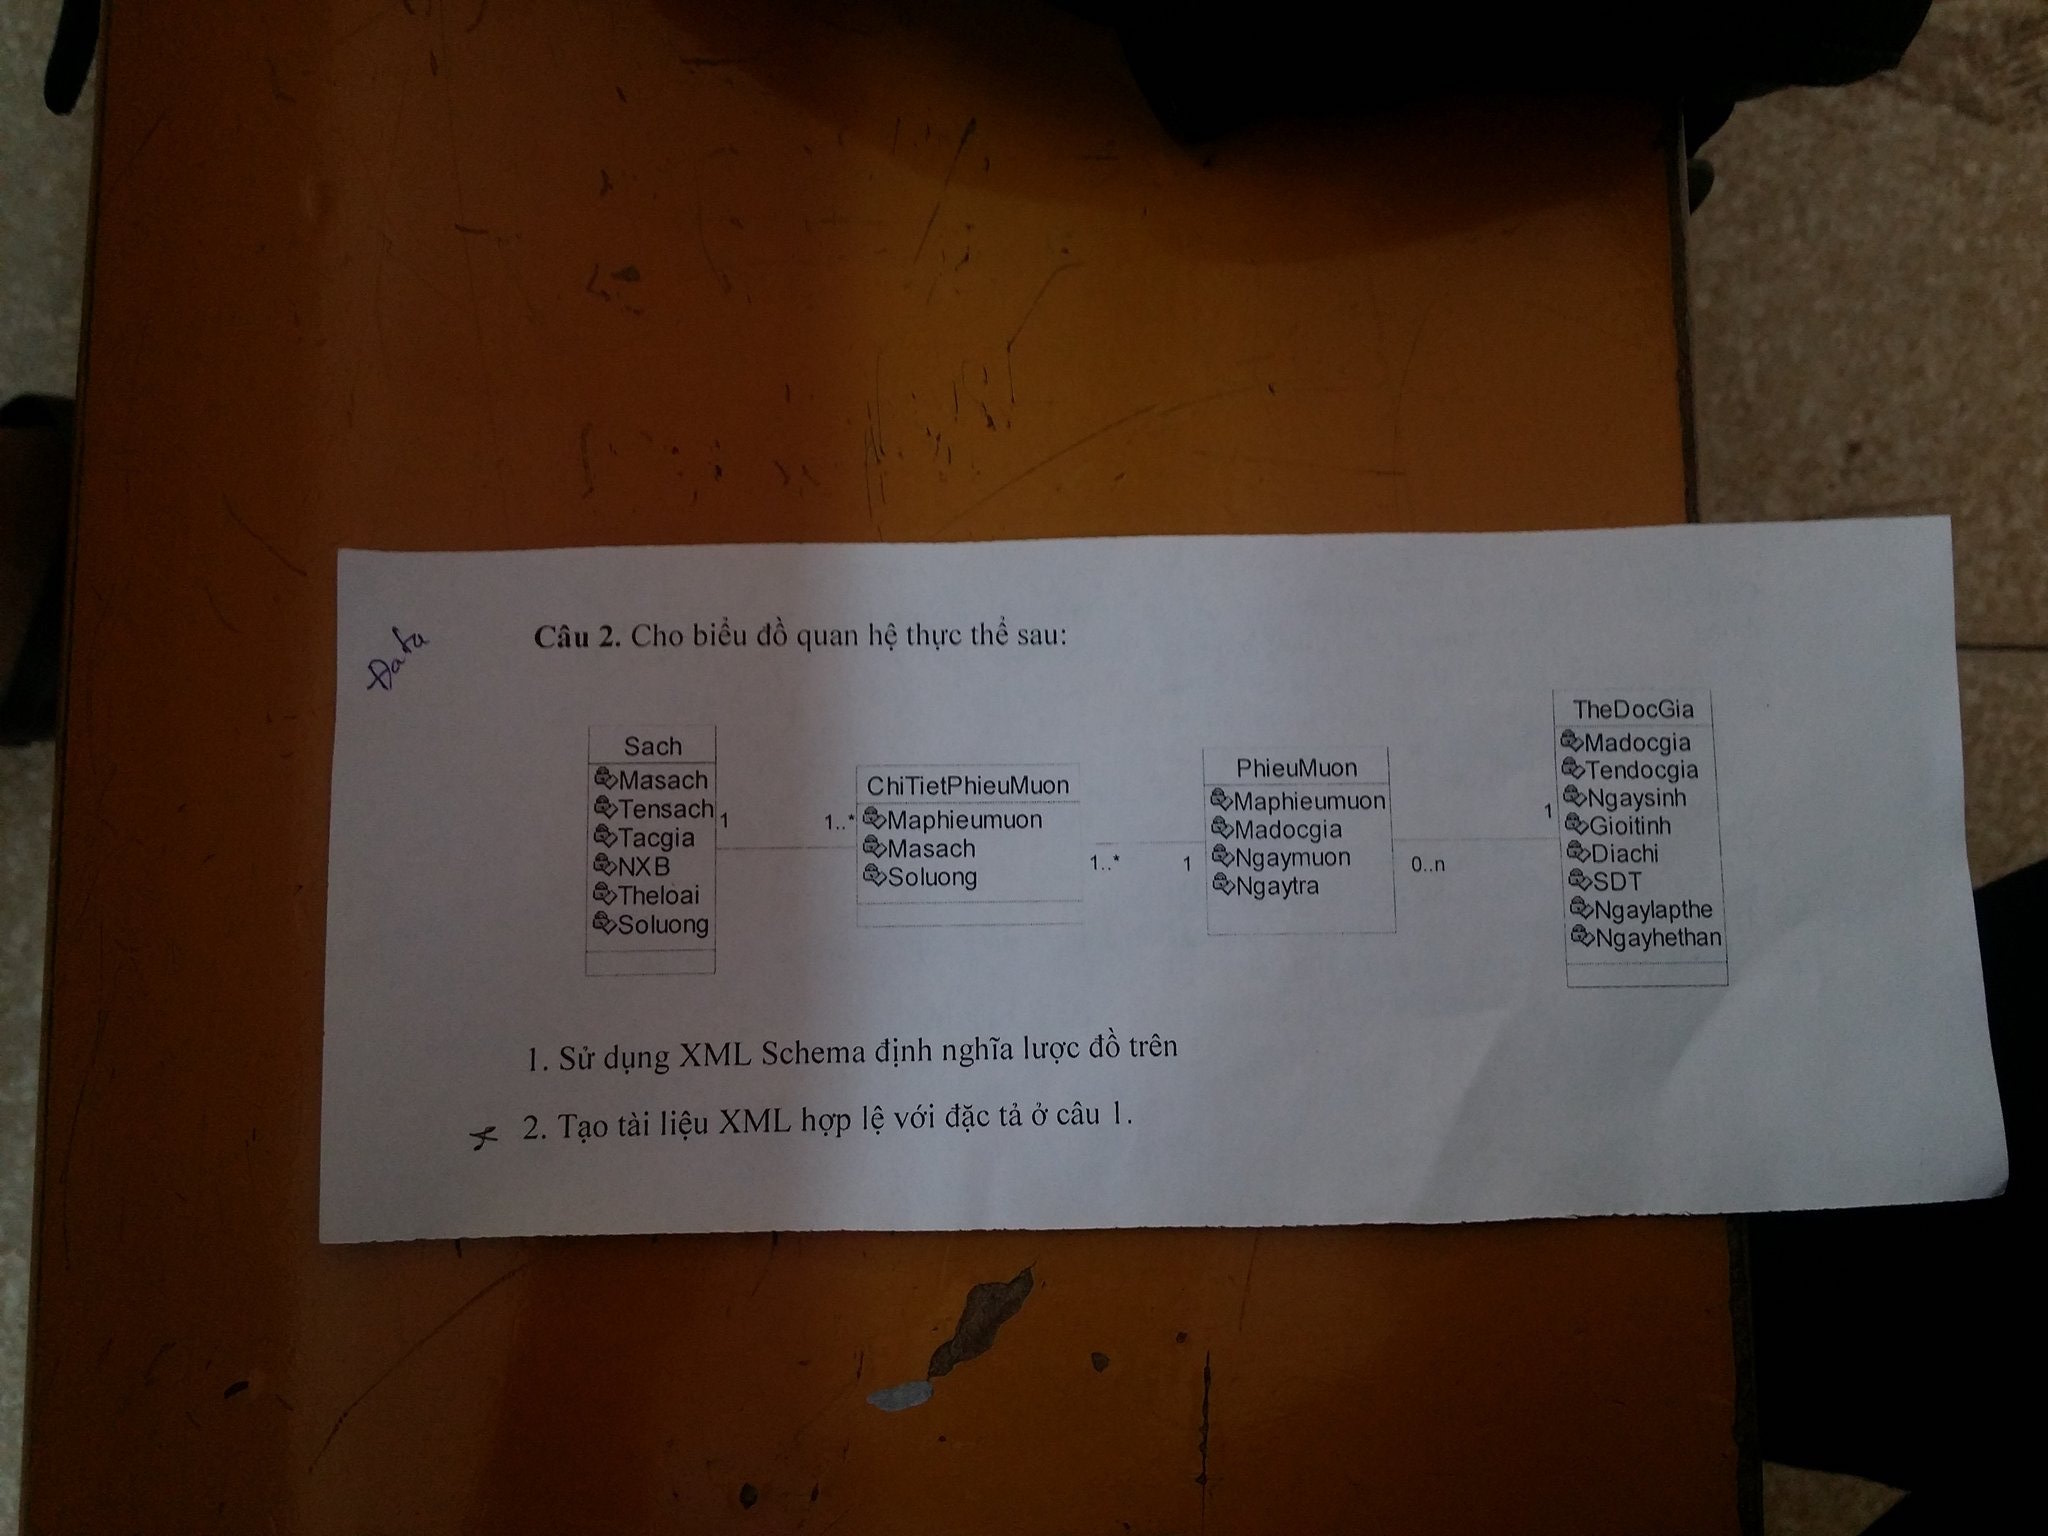 Data
Câu 2. Cho biểu đồ quan hệ thực thể sau:
Sach
Masach
Tensach
Tacgia
NXB
Theloai
Soluong
1
1..*
ChiTietPhieuMuon
Maphieumuon
Masach
Soluong
1..*
1
PhieuMuon
Maphieumuon
Madocgia
Ngaymuon
Ngaytra
0..n
1
TheDocGia
Madocgia
Tendocgia
Ngaysinh
Gioitinh
Diachi
SDT
Ngaylapthe
Ngayhethan
1. Sử dụng XML Schema định nghĩa lược đồ trên
2. Tạo tài liệu XML hợp lệ với đặc tả ở câu 1.